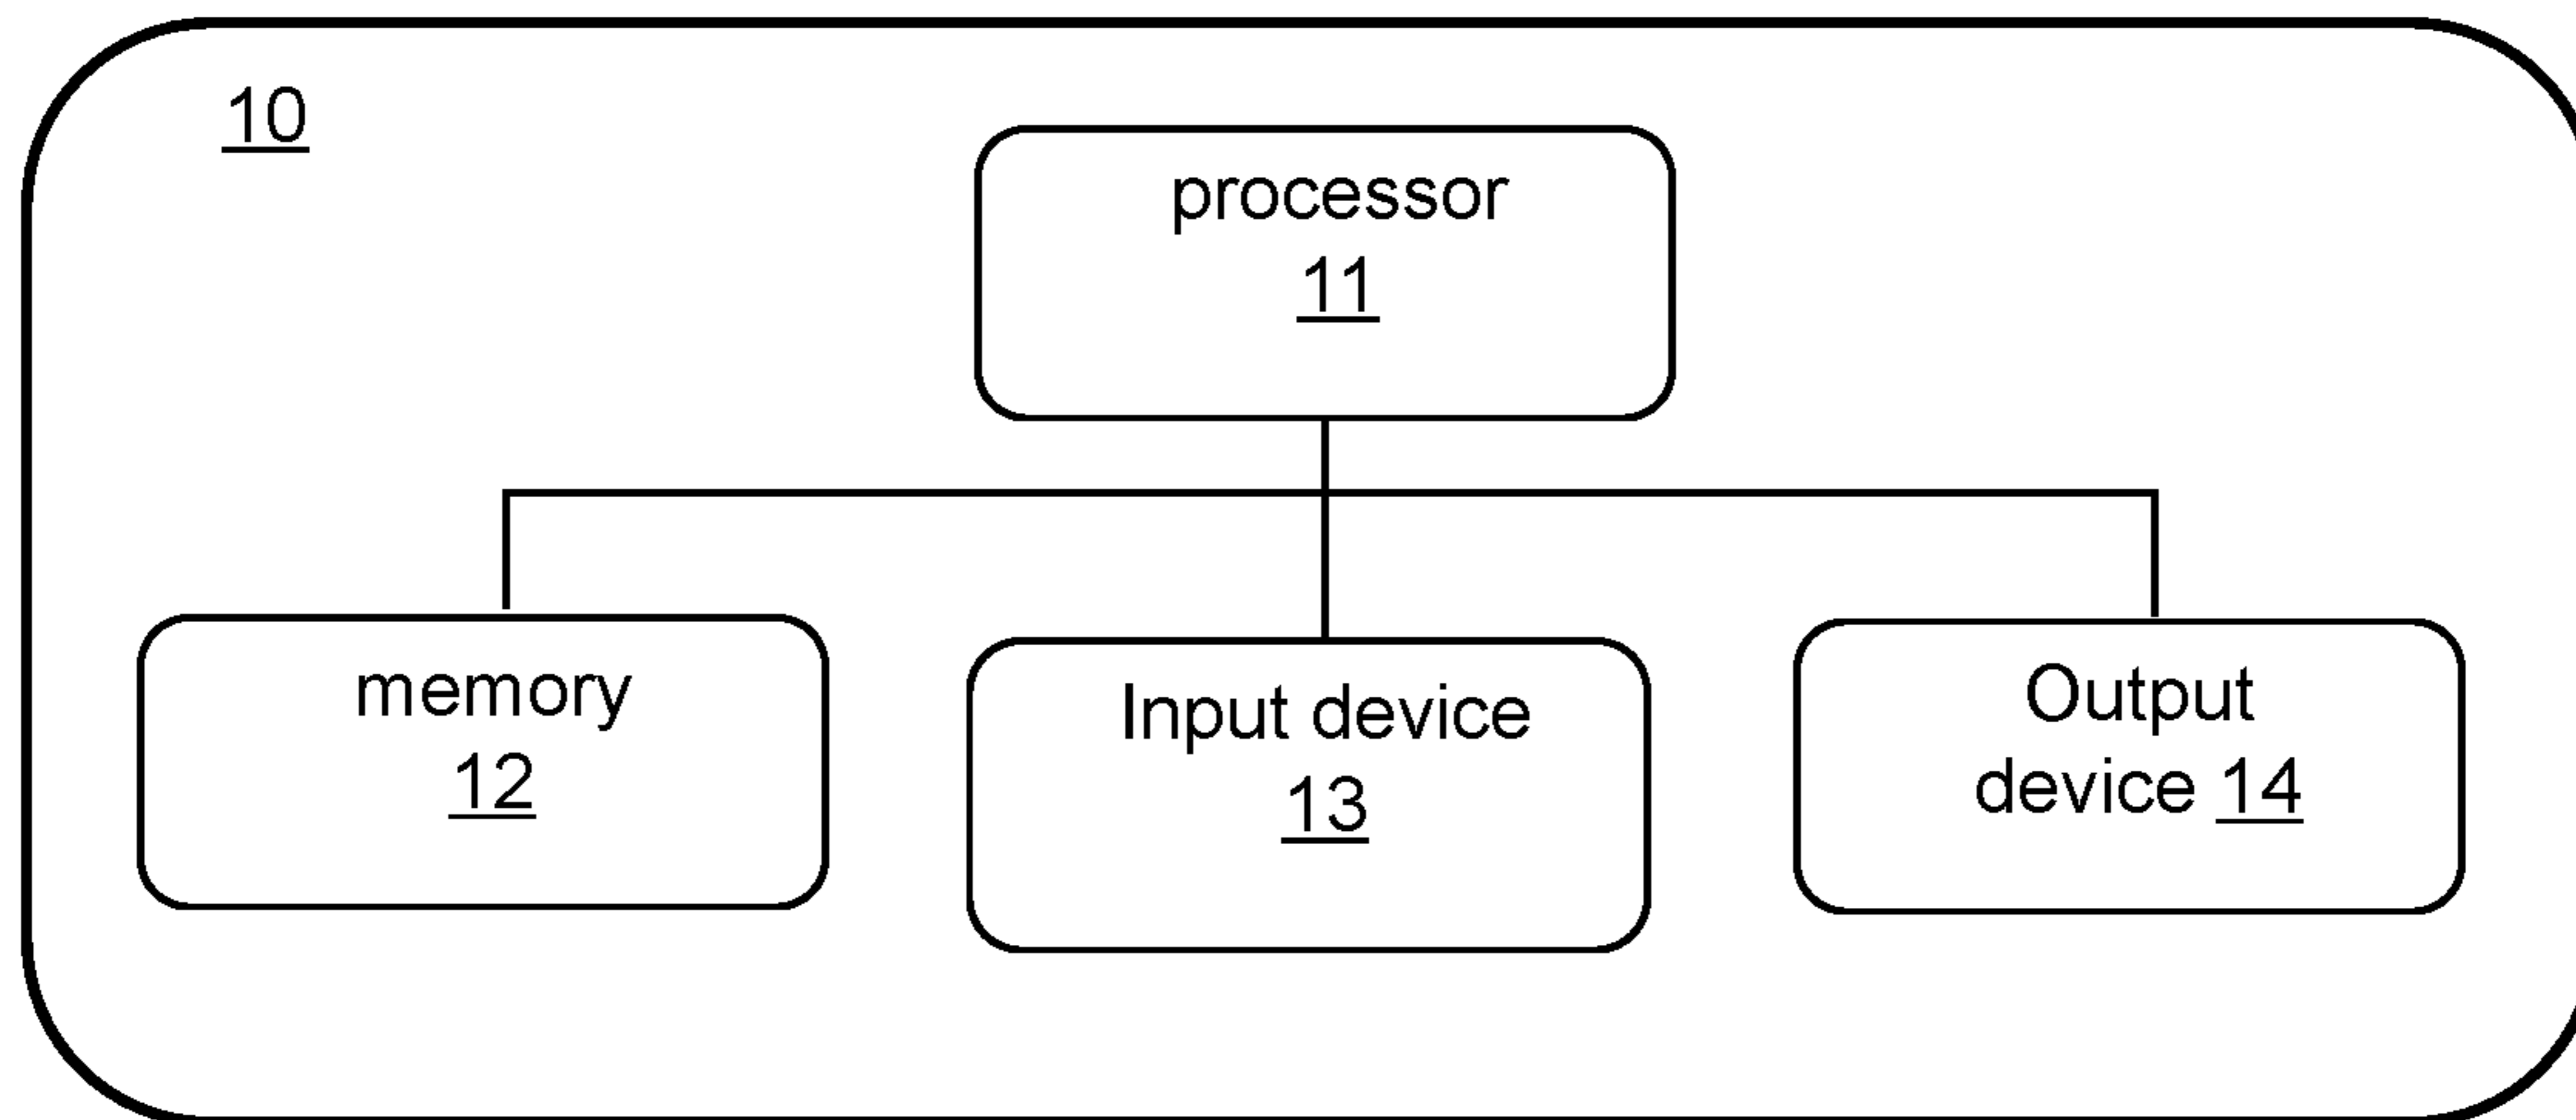 10
processor
11
memory
12
Input device
13
Output
device 14